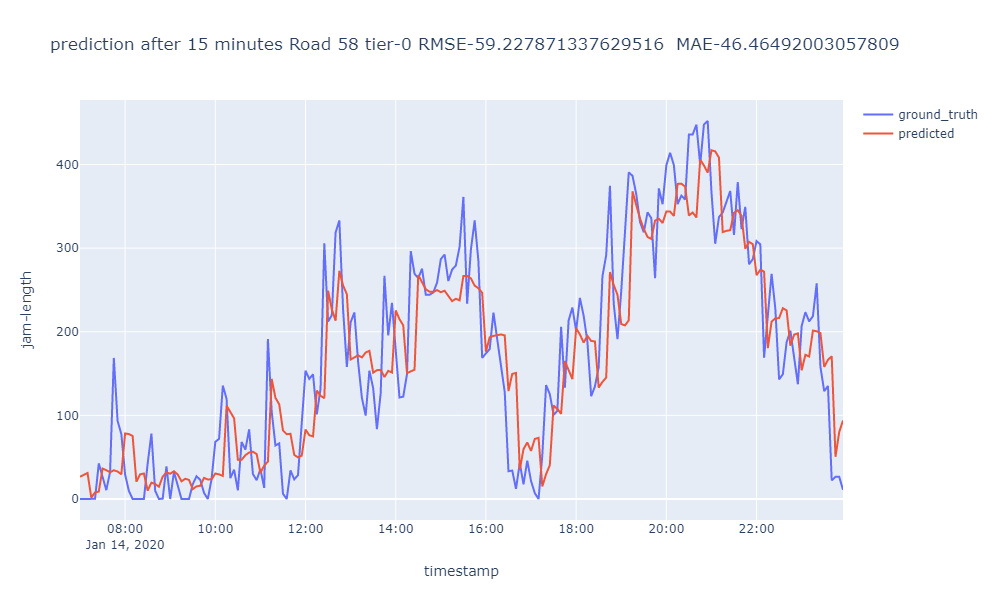 prediction after 15 minutes Road 58 tier-0 RMSE-59.227871337629516  MAE-46.46492003057809
ground_truth
predicted
400
300
200
100
0
jam-length
08:00 10:00 12:00 14:00 16:00 18:00 20:00 22:00
Jan 14, 2020
timestamp